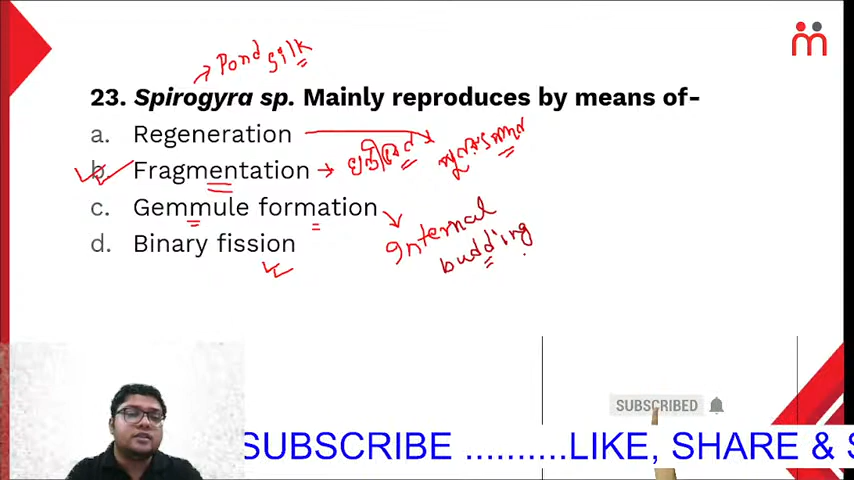 Pond silk
23. Spirogyra sp. Mainly reproduces by means of-
a. Regeneration
b. Fragmentation
c. Gemmule formation
Internal
budding
d. Binary fission
SUBSCRIBED
SUBSCRIBE ..........LIKE, SHARE & S